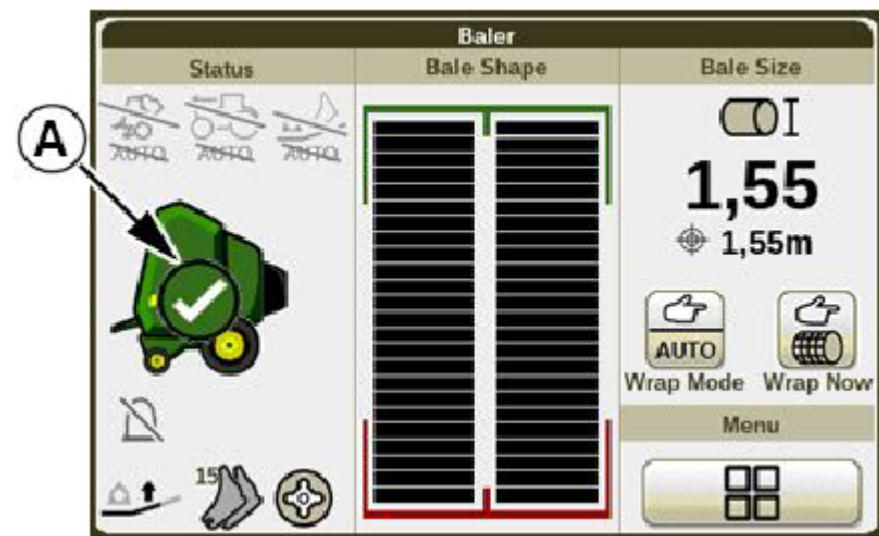 Baler
Status
Bale Shape
Bale Size
A
AUTO AUTO AUTO
1,55
1,55m
AUTO
Wrap Mode
Wrap Now
Menu
15